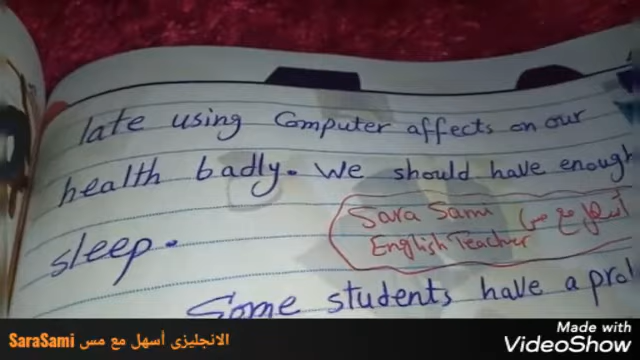 late using Computer affects on our
health badly. We should have enough
Sara Sami أسهل مع مس
English Teacher
sleep.
Some students have a pro
SaraSami الانجليزى أسهل مع مس
Made with
VideoShow